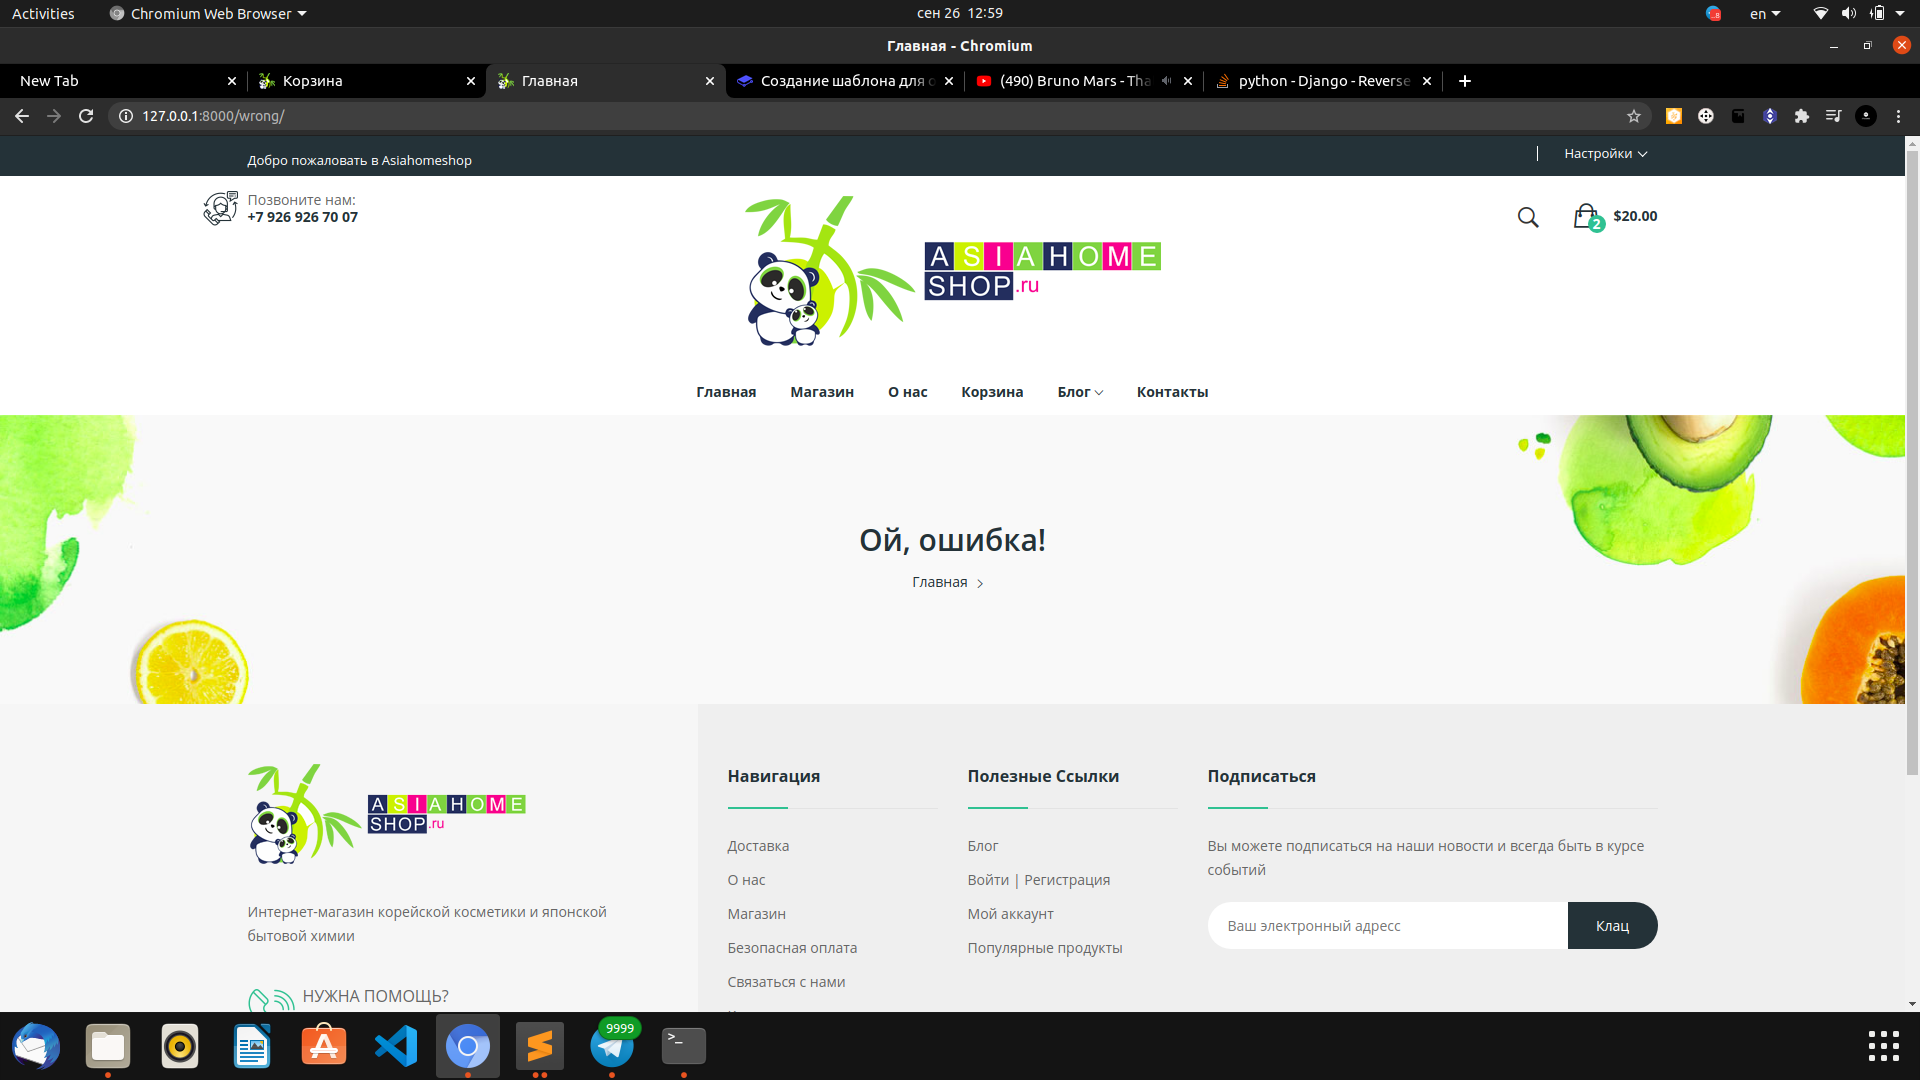 Activities
Chromium Web Browser
сен 26 12:59
en
Главная - Chromium
New Tab
Корзина
Главная
Создание шаблона для о
(490) Bruno Mars - Tha
python - Django - Reverse
127.0.0.1:8000/wrong/
Добро пожаловать в Asiahomeshop
Настройки
Позвоните нам:
+7 926 926 70 07
ASIAHOME
SHOP.ru
2
$20.00
Главная
Магазин
О нас
Корзина
Блог
Контакты
Ой, ошибка!
Главная
ASIAHOME
SHOP.ru
Интернет-магазин корейской косметики и японской
бытовой химии
НУЖНА ПОМОЩЬ?
Навигация
Доставка
О нас
Магазин
Безопасная оплата
Связаться с нами
Полезные Ссылки
Блог
Войти | Регистрация
Мой аккаунт
Популярные продукты
Подписаться
Вы можете подписаться на наши новости и всегда быть в курсе
событий
Ваш электронный адресс
Клац
9999